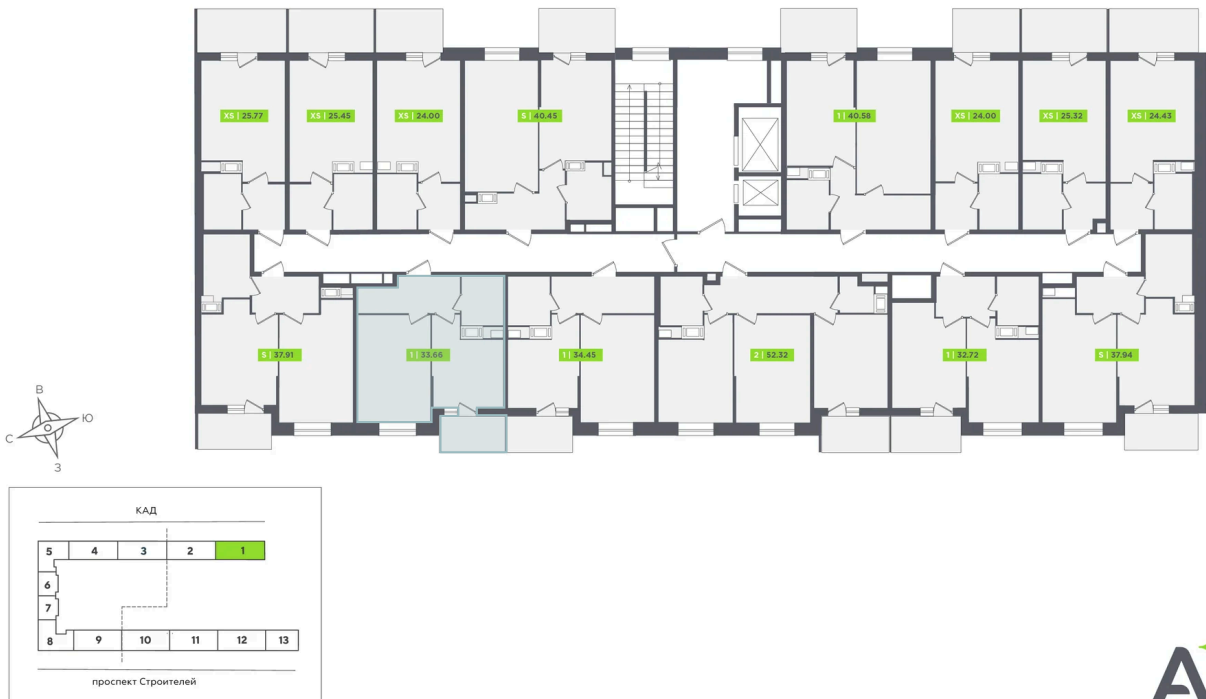 XS | 25.77
XS | 25.45
XS | 24.00
S | 40.45
1 | 40.58
XS | 24.00
XS | 25.32
XS | 24.43
S | 37.91
1 | 33.66
1 | 34.45
2 | 52.32
1 | 32.72
S | 37.94
В
Ю
С
З
КАД
5 4 3 2 1
6
7
8 9 10 11 12 13
проспект Строителей
А